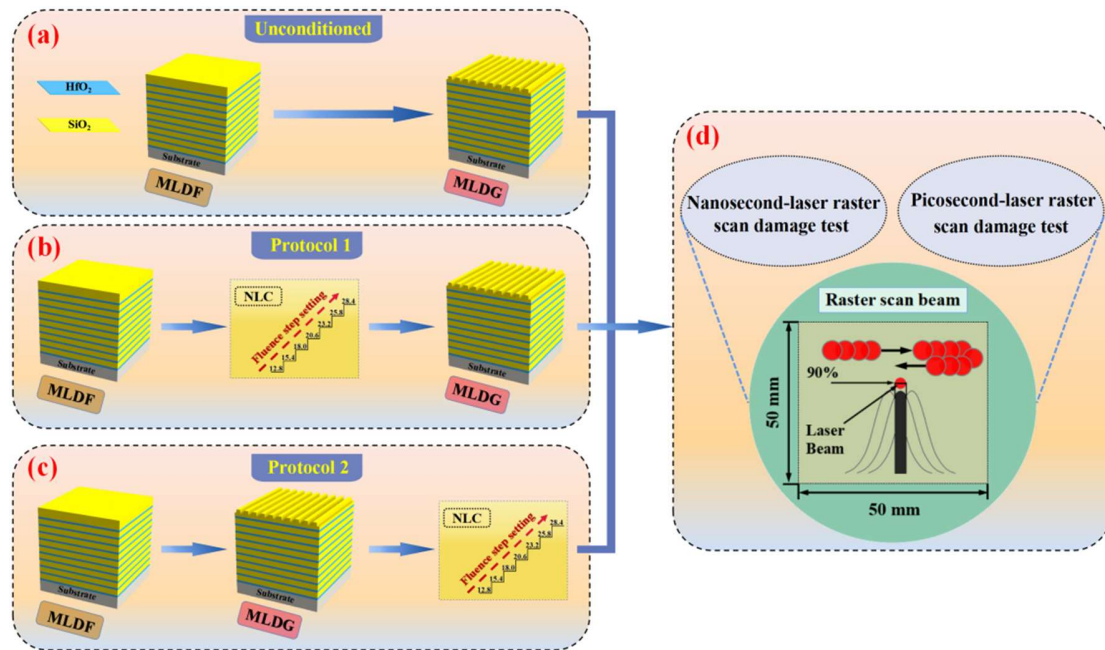 (a)
Unconditioned
HfO₂
SiO₂
Substrate
MLDF
Substrate
MLDG
(b)
Protocol 1
Substrate
MLDF
NLC
Fluence step setting
12.8
15.4
18.0
20.6
23.2
25.8
28.4
Substrate
MLDG
(c)
Protocol 2
Substrate
MLDF
Substrate
MLDG
NLC
Fluence step setting
12.8
15.4
18.0
20.6
23.2
25.8
28.4
(d)
Nanosecond-laser raster
scan damage test
Picosecond-laser raster
scan damage test
Raster scan beam
90%
Laser
Beam
50 mm
50 mm